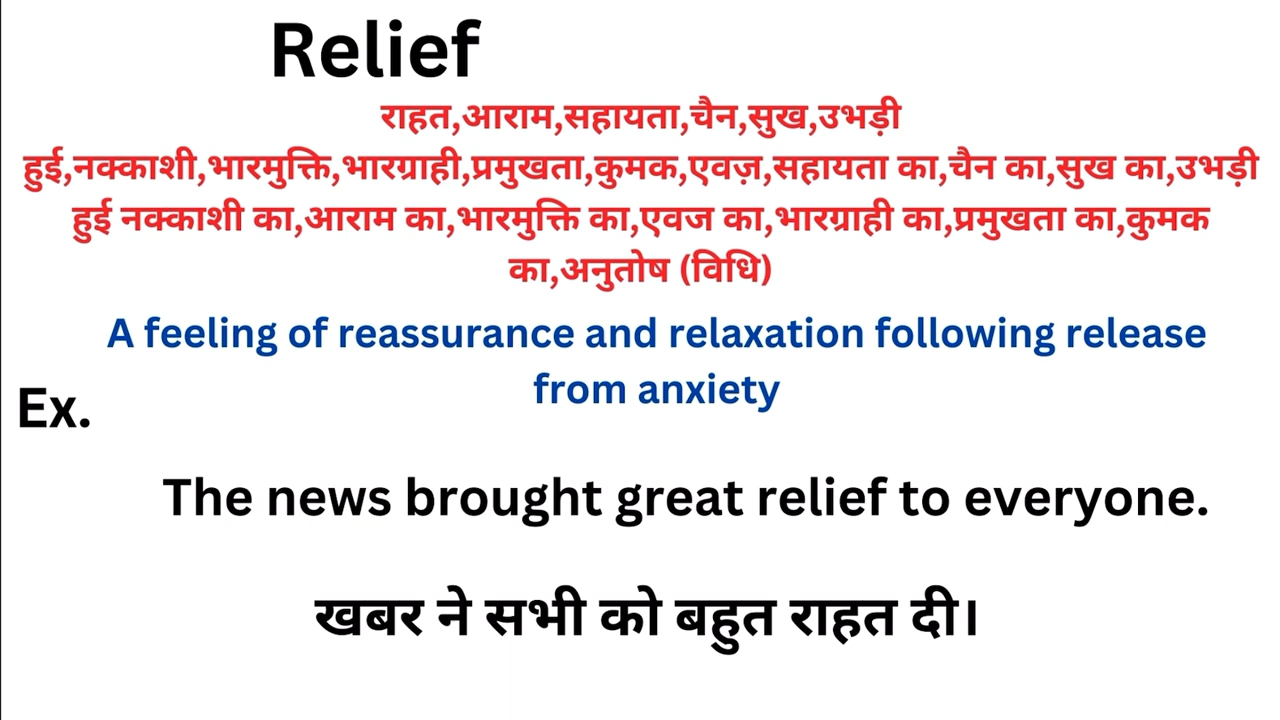 Relief
राहत,आराम,सहायता,चैन,सुख,उभड़ी
हुई,नक्काशी,भारमुक्ति,भारग्राही,प्रमुखता,कुमक,एवज़,सहायता का,चैन का,सुख का,उभड़ी
हुई नक्काशी का,आराम का,भारमुक्ति का,एवज का,भारग्राही का,प्रमुखता का,कुमक
का,अनुतोष (विधि)
A feeling of reassurance and relaxation following release
from anxiety
Ex.
The news brought great relief to everyone.
खबर ने सभी को बहुत राहत दी।